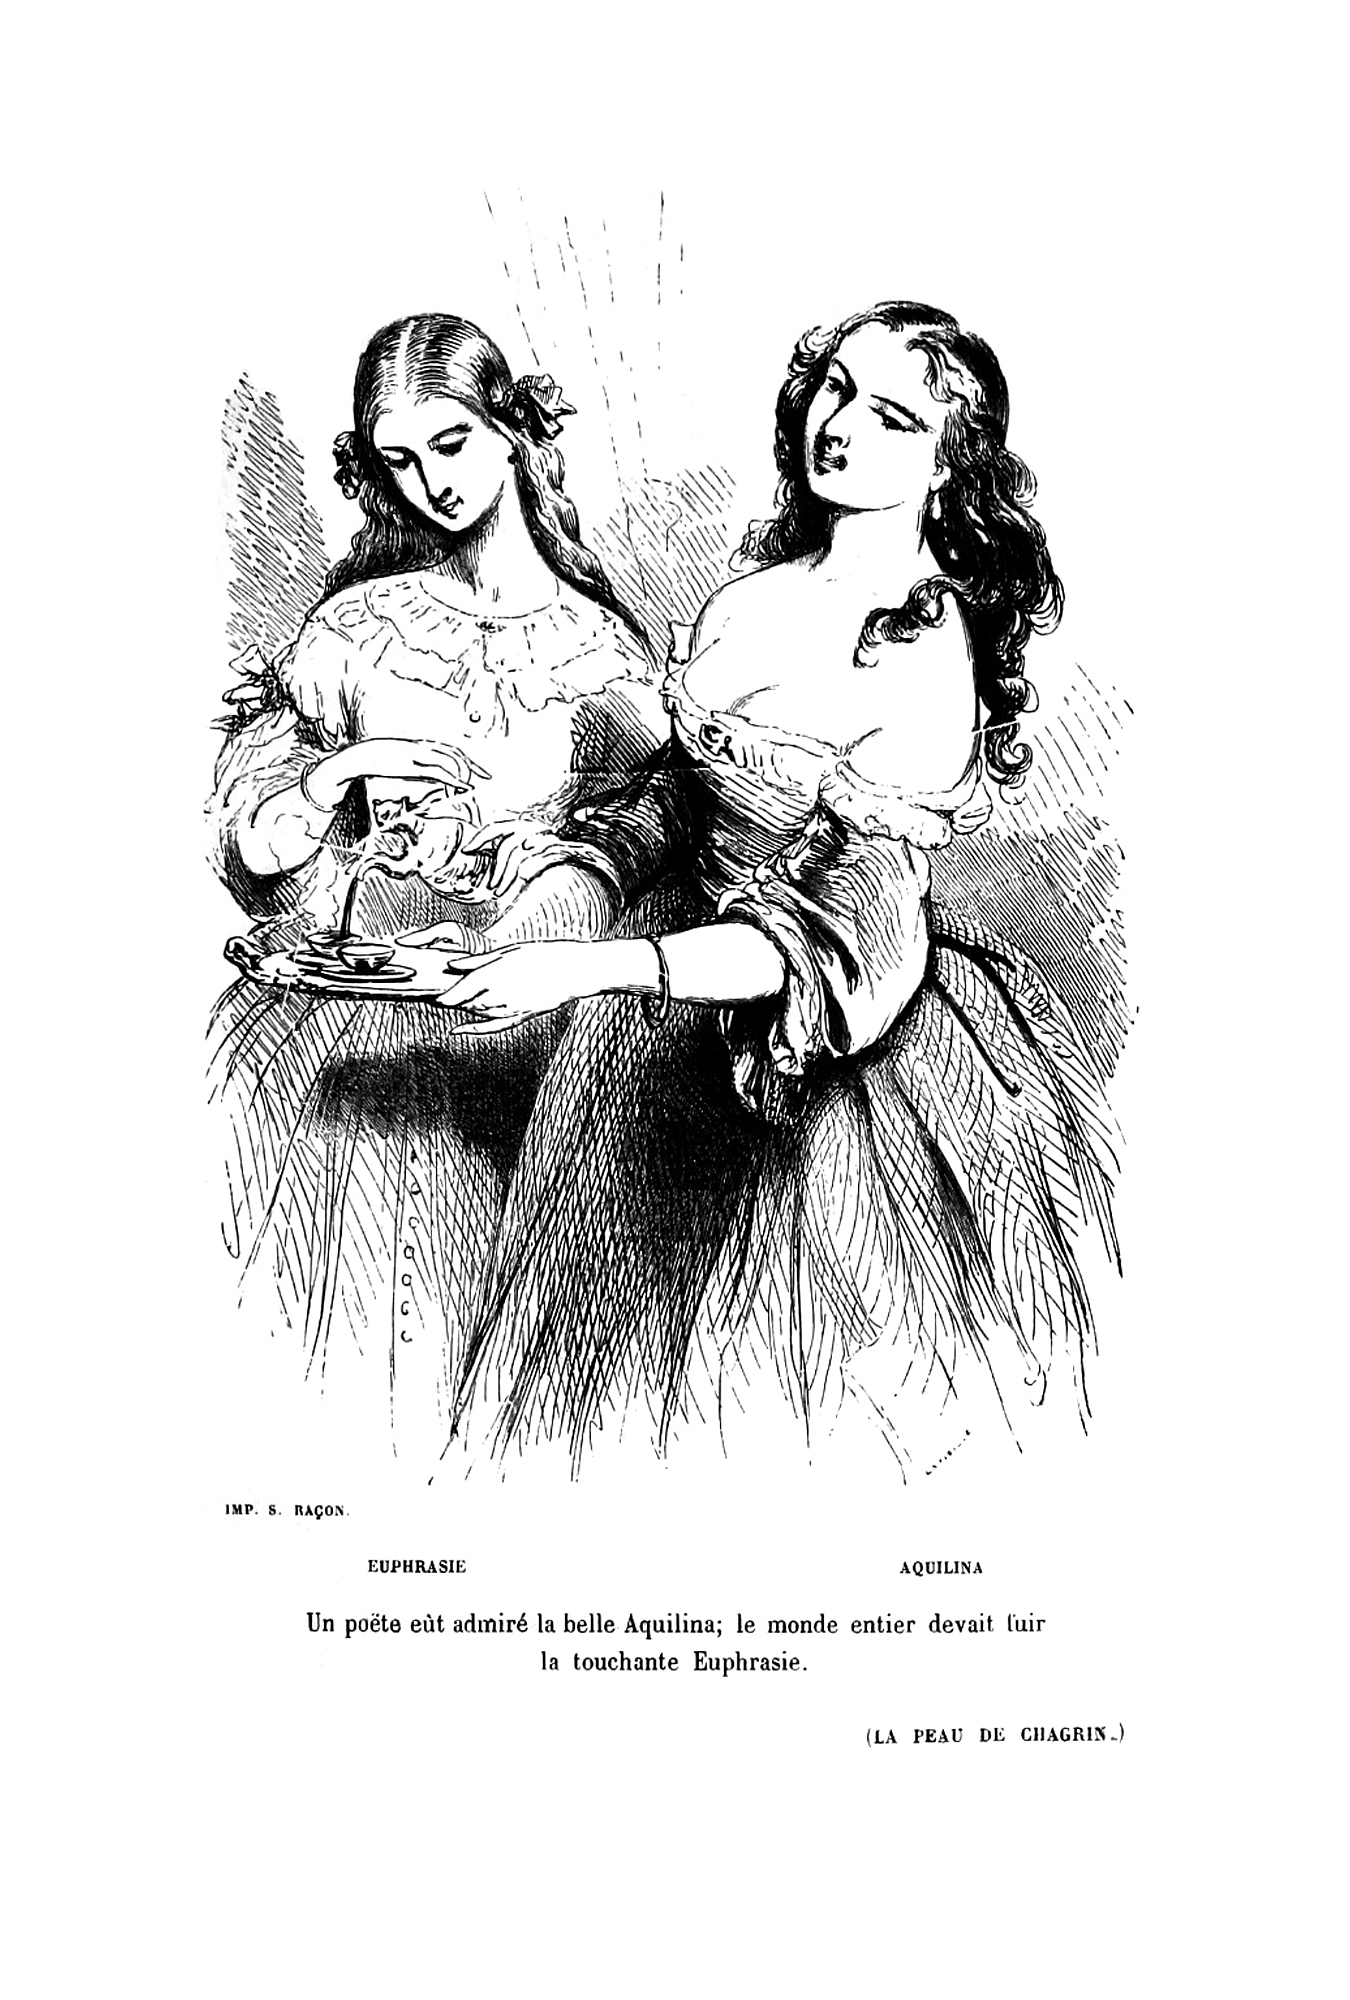 IMP. S. RAÇON.
EUPHRASIE AQUILINA
Un poëte eût admiré la belle Aquilina; le monde entier devait fuir
la touchante Euphrasie.
(LA PEAU DE CHAGRIN.)